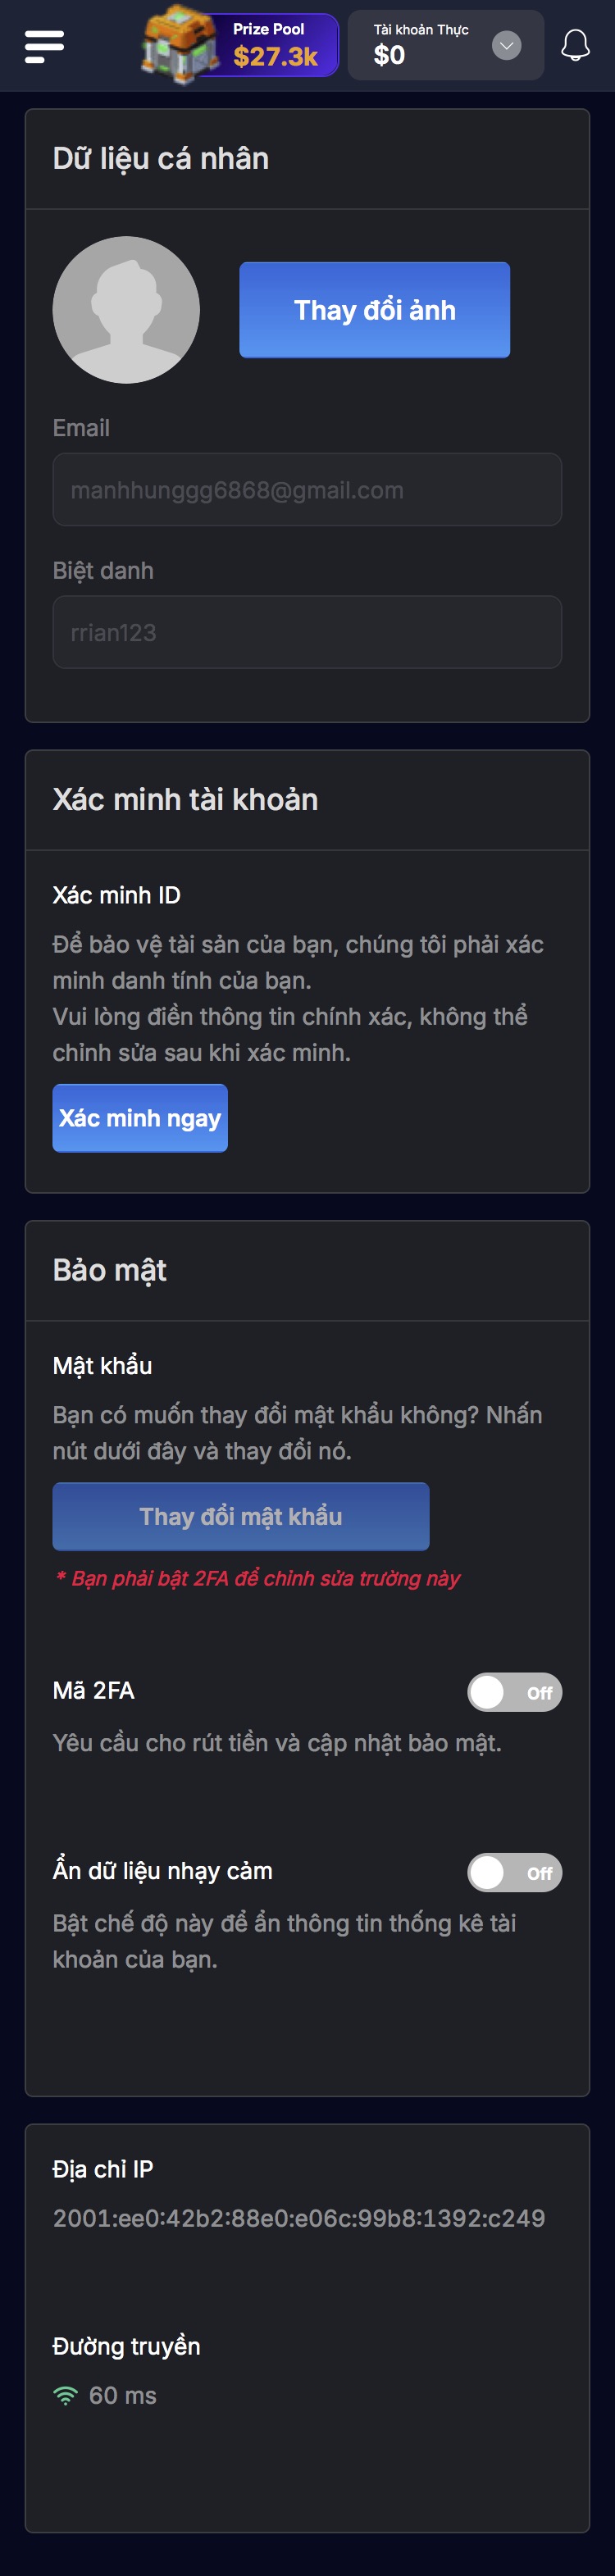 Prize Pool
$27.3k
Tài khoản Thực
$0
Dữ liệu cá nhân
Thay đổi ảnh
Email
manhhunggg6868@gmail.com
Biệt danh
rrian123
Xác minh tài khoản
Xác minh ID
Để bảo vệ tài sản của bạn, chúng tôi phải xác
minh danh tính của bạn.
Vui lòng điền thông tin chính xác, không thể
chỉnh sửa sau khi xác minh.
Xác minh ngay
Bảo mật
Mật khẩu
Bạn có muốn thay đổi mật khẩu không? Nhấn
nút dưới đây và thay đổi nó.
Thay đổi mật khẩu
* Bạn phải bật 2FA để chỉnh sửa trường này
Mã 2FA
Off
Yêu cầu cho rút tiền và cập nhật bảo mật.
Ẩn dữ liệu nhạy cảm
Off
Bật chế độ này để ẩn thông tin thống kê tài
khoản của bạn.
Địa chỉ IP
2001:ee0:42b2:88e0:e06c:99b8:1392:c249
Đường truyền
60 ms